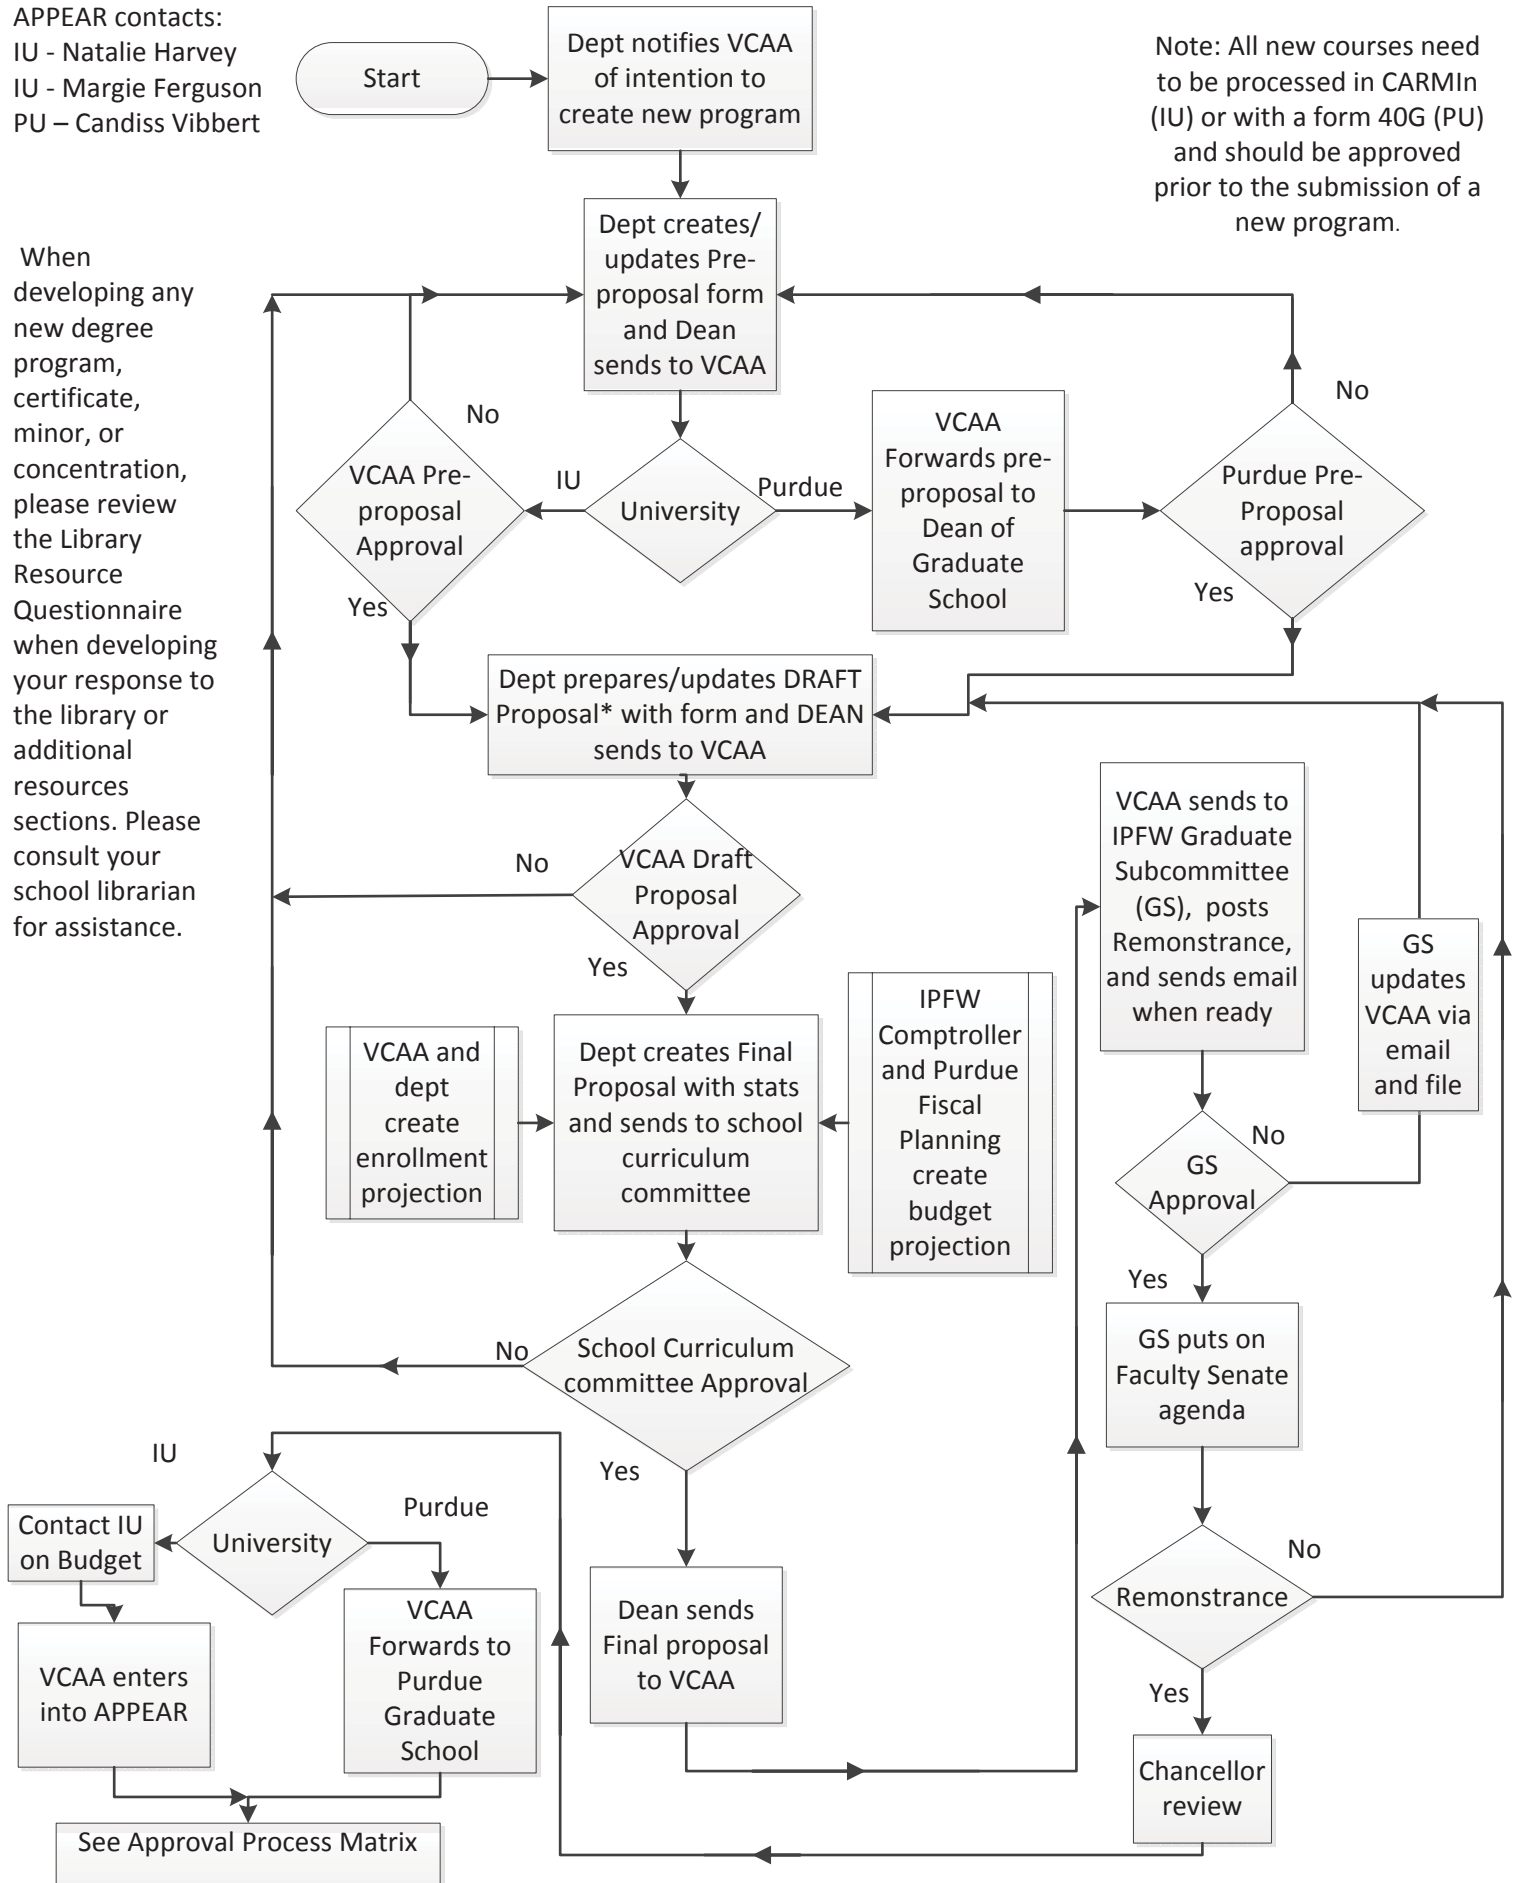 APPEAR contacts:
IU - Natalie Harvey
IU - Margie Ferguson
PU – Candiss Vibbert
Start
Dept notifies VCAA
of intention to
create new program
Note: All new courses need
to be processed in CARMIn
(IU) or with a form 40G (PU)
and should be approved
prior to the submission of a
new program.
When
developing any
new degree
program,
certificate,
minor, or
concentration,
please review
the Library
Resource
Questionnaire
when developing
your response to
the library or
additional
resources
sections. Please
consult your
school librarian
for assistance.
Dept creates/
updates Pre-
proposal form
and Dean
sends to VCAA
No
VCAA Pre-
proposal
Approval
Yes
IU
University
Purdue
VCAA
Forwards pre-
proposal to
Dean of
Graduate
School
No
Purdue Pre-
Proposal
approval
Yes
Dept prepares/updates DRAFT
Proposal* with form and DEAN
sends to VCAA
No
VCAA Draft
Proposal
Approval
Yes
VCAA and
dept
create
enrollment
projection
Dept creates Final
Proposal with stats
and sends to school
curriculum
committee
IPFW
Comptroller
and Purdue
Fiscal
Planning
create
budget
projection
No
School Curriculum
committee Approval
Yes
Dean sends
Final proposal
to VCAA
VCAA sends to
IPFW Graduate
Subcommittee
(GS), posts
Remonstrance,
and sends email
when ready
GS
updates
VCAA via
email
and file
No
GS
Approval
Yes
GS puts on
Faculty Senate
agenda
No
Remonstrance
Yes
Chancellor
review
IU
University
Purdue
Contact IU
on Budget
VCAA enters
into APPEAR
VCAA
Forwards to
Purdue
Graduate
School
See Approval Process Matrix